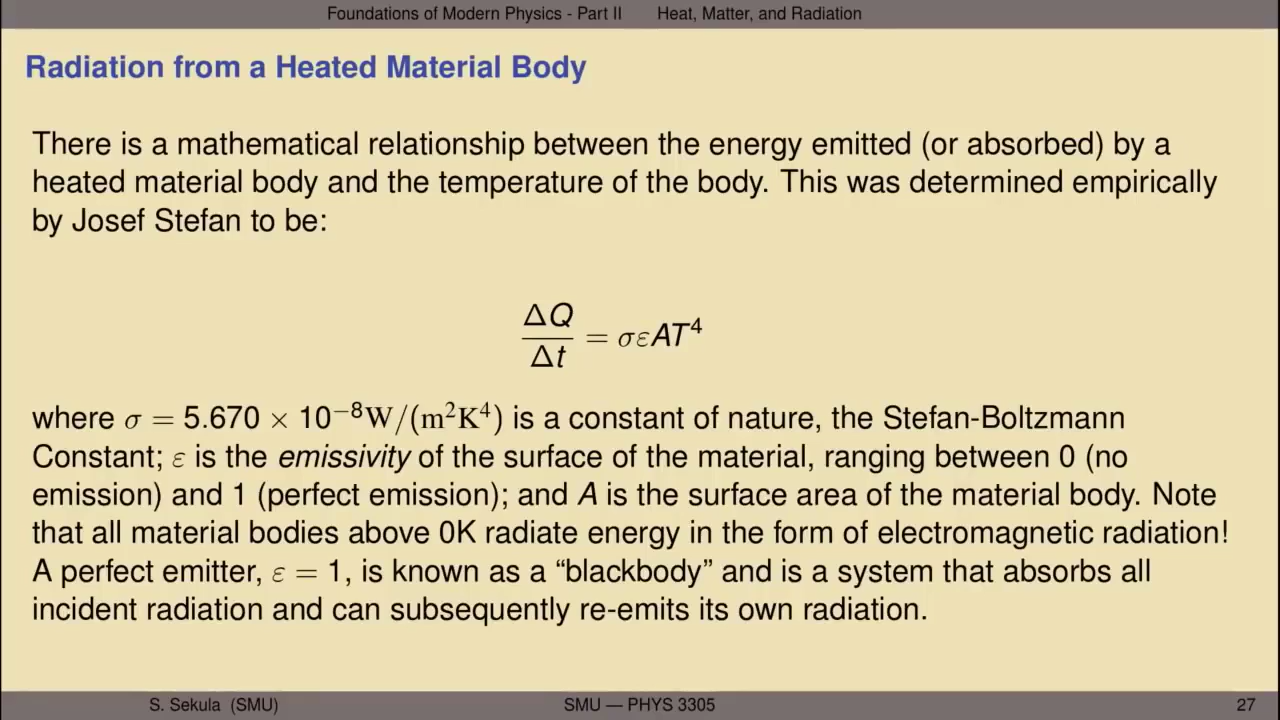 Foundations of Modern Physics - Part II Heat, Matter, and Radiation
Radiation from a Heated Material Body
There is a mathematical relationship between the energy emitted (or absorbed) by a
heated material body and the temperature of the body. This was determined empirically
by Josef Stefan to be:
ΔQ/Δt = σεAT⁴
where σ = 5.670 × 10⁻⁸W/(m²K⁴) is a constant of nature, the Stefan-Boltzmann
Constant; ε is the emissivity of the surface of the material, ranging between 0 (no
emission) and 1 (perfect emission); and A is the surface area of the material body. Note
that all material bodies above 0K radiate energy in the form of electromagnetic radiation!
A perfect emitter, ε = 1, is known as a “blackbody” and is a system that absorbs all
incident radiation and can subsequently re-emits its own radiation.
S. Sekula (SMU) SMU — PHYS 3305 27